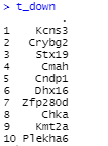 > t_down
.
1 Kcns3
2 Crybg2
3 Stx19
4 Cmah
5 Cndp1
6 Dhx16
7 Zfp280d
8 Chka
9 Kmt2a
10 Plekha6